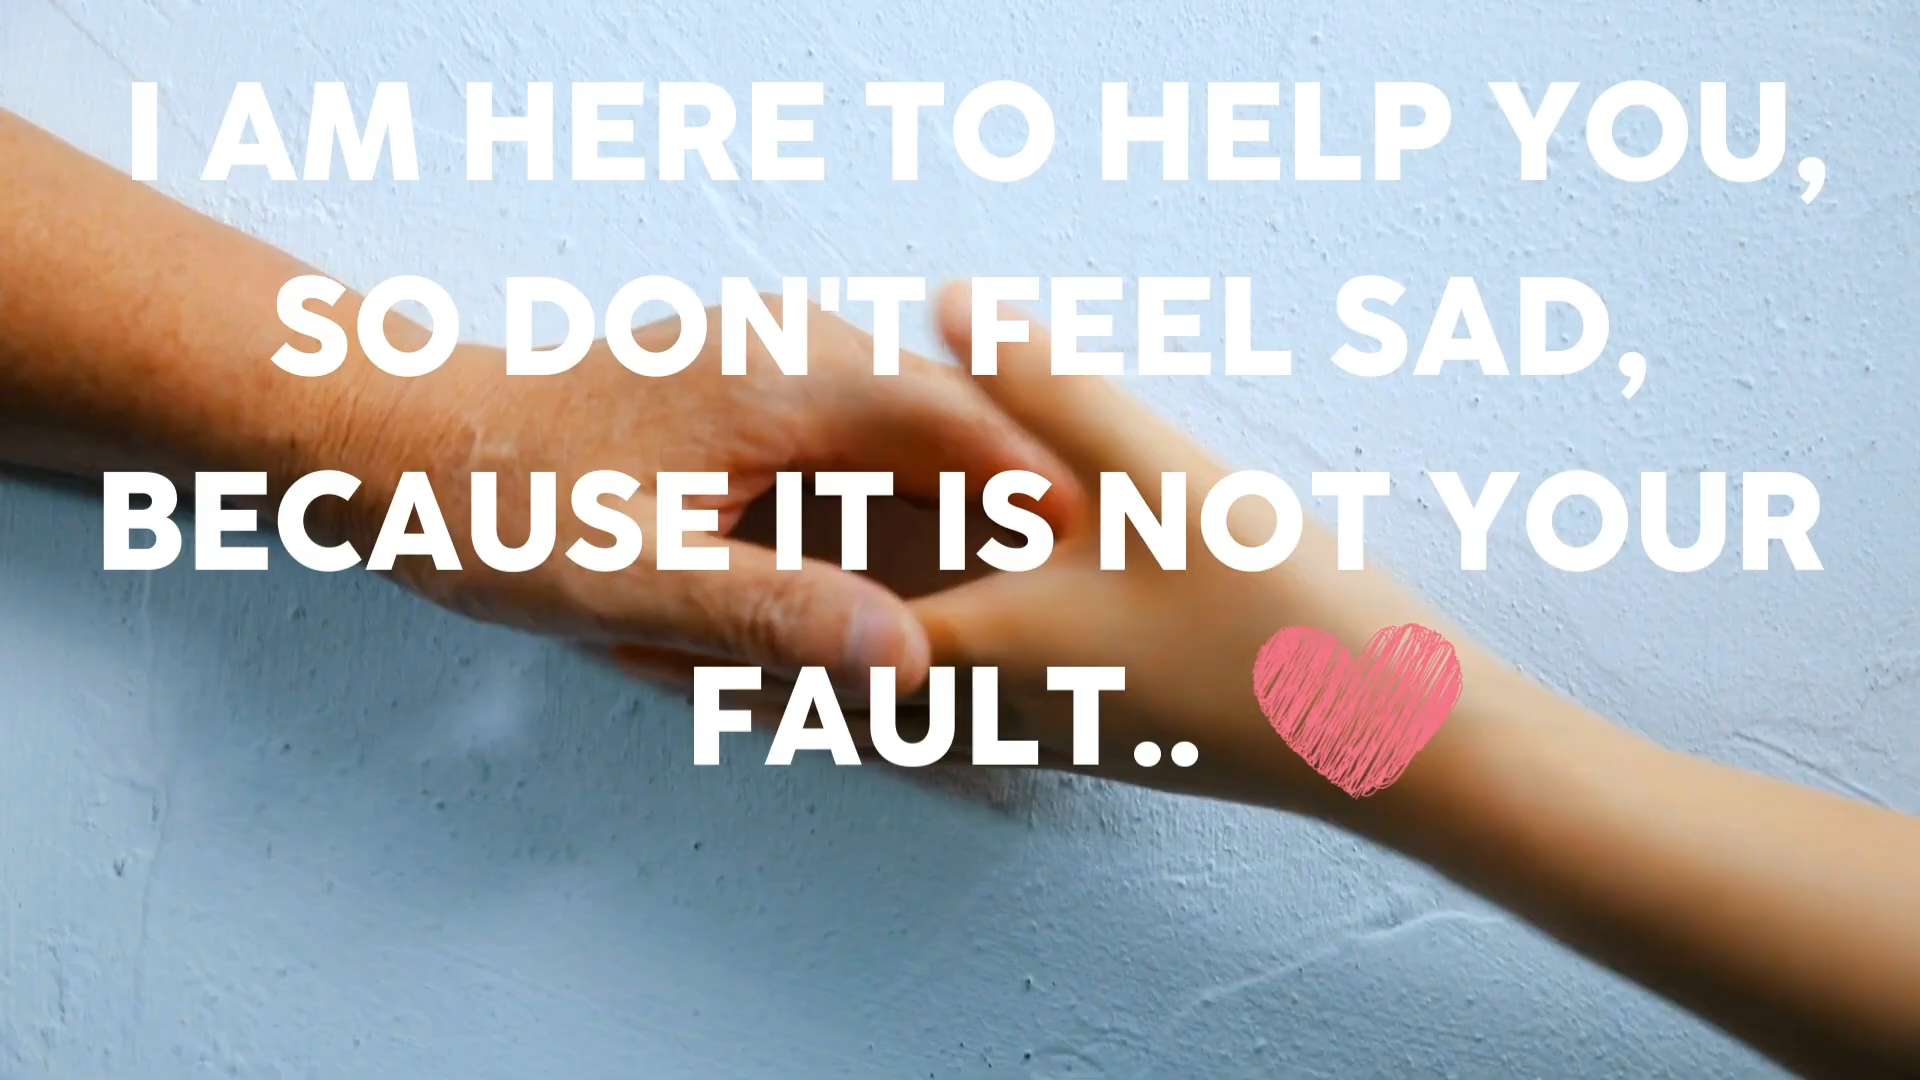 I AM HERE TO HELP YOU,
SO DON'T FEEL SAD,
BECAUSE IT IS NOT YOUR
FAULT..